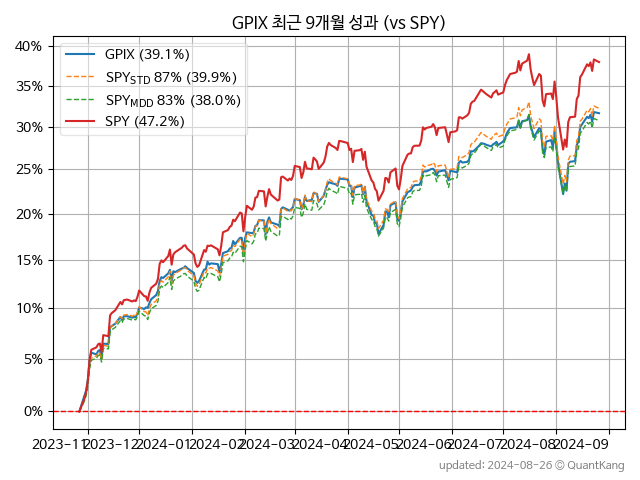 GPIX 최근 9개월 성과 (vs SPY)
GPIX (39.1%)
SPY_STD 87% (39.9%)
SPY_MDD 83% (38.0%)
SPY (47.2%)
40%
35%
30%
25%
20%
15%
10%
5%
0%
2023-11 2023-12 2024-01 2024-02 2024-03 2024-04 2024-05 2024-06 2024-07 2024-08 2024-09
updated: 2024-08-26 © QuantKang